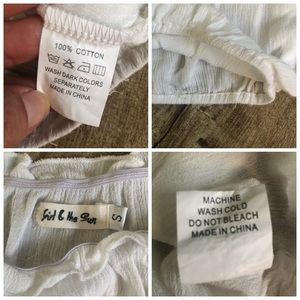 100% COTTON
WASH DARK COLORS
SEPARATELY
MADE IN CHINA
Girl & the Sun
S
MACHINE
WASH COLD
DO NOT BLEACH
MADE IN CHINA